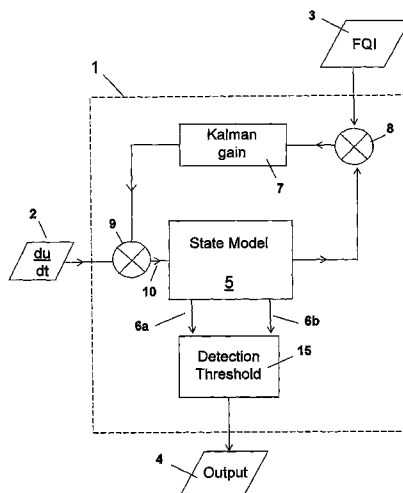 3
FQI
1
Kalman
gain
7
8
2
du
dt
9
10
State Model
5
6a
6b
Detection
Threshold
15
4
Output